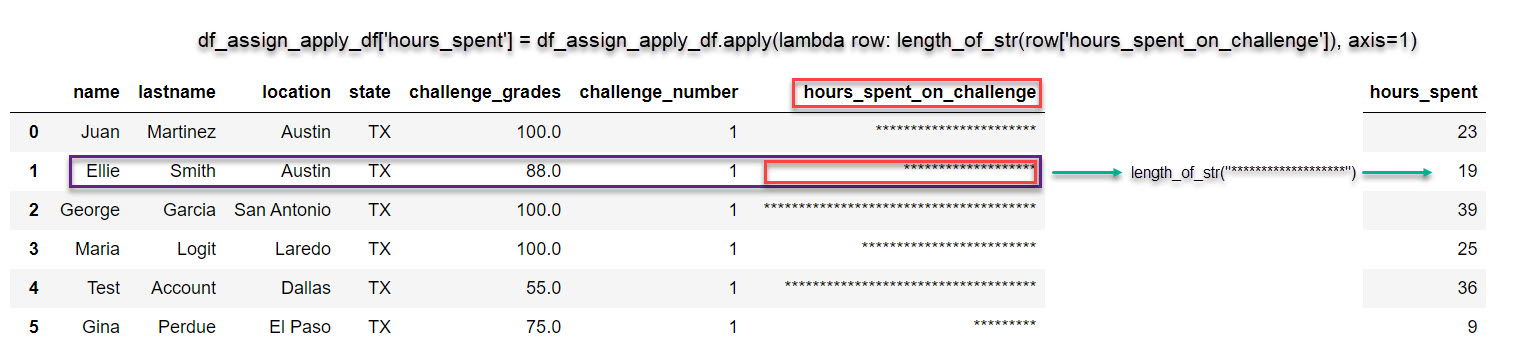 df_assign_apply_df['hours_spent'] = df_assign_apply_df.apply(lambda row: length_of_str(row['hours_spent_on_challenge']), axis=1)
name lastname location state challenge_grades challenge_number hours_spent_on_challenge hours_spent
0 Juan Martinez Austin TX 100.0 1 *********************** 23
1 Ellie Smith Austin TX 88.0 1 ******************* length_of_str("*******************") 19
2 George Garcia San Antonio TX 100.0 1 *************************************** 39
3 Maria Logit Laredo TX 100.0 1 ************************* 25
4 Test Account Dallas TX 55.0 1 ************************************ 36
5 Gina Perdue El Paso TX 75.0 1 ********* 9